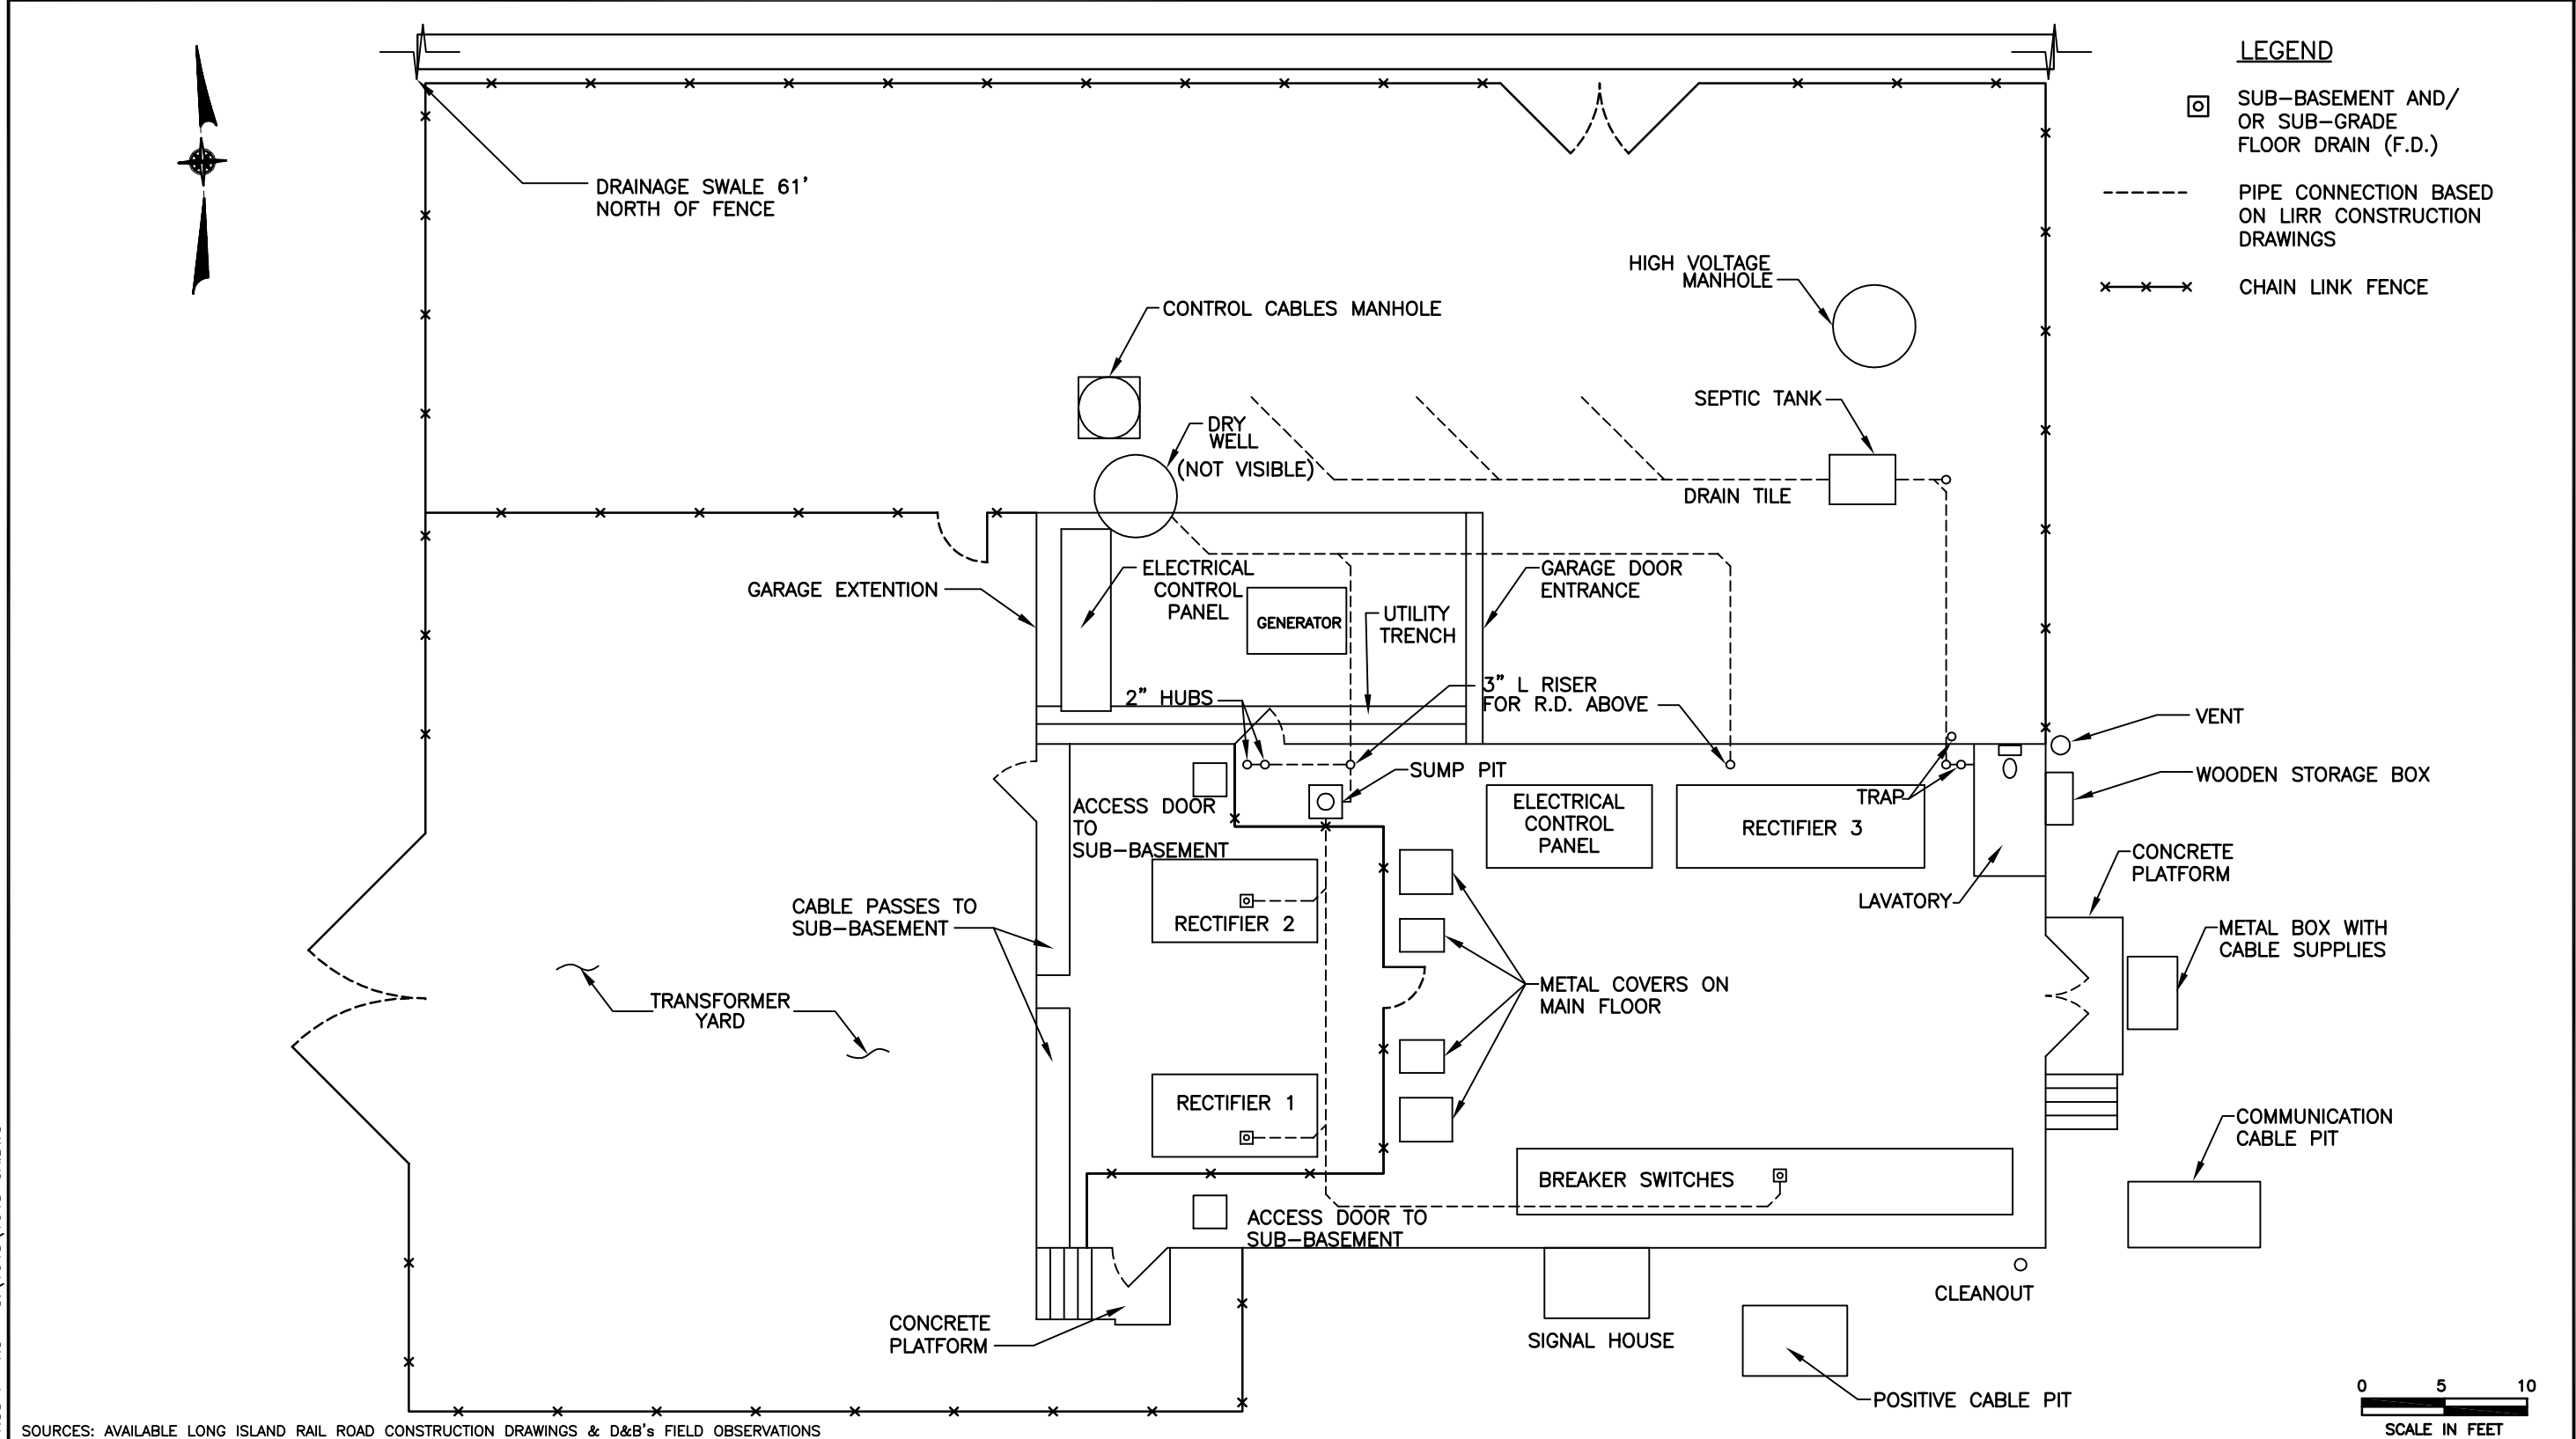 LEGEND
SUB-BASEMENT AND/
OR SUB-GRADE
FLOOR DRAIN (F.D.)
PIPE CONNECTION BASED
ON LIRR CONSTRUCTION
DRAWINGS
CHAIN LINK FENCE
DRAINAGE SWALE 61'
NORTH OF FENCE
HIGH VOLTAGE
MANHOLE
CONTROL CABLES MANHOLE
SEPTIC TANK
DRY
WELL
(NOT VISIBLE)
DRAIN TILE
GARAGE EXTENTION
ELECTRICAL
CONTROL
PANEL
GENERATOR
UTILITY
TRENCH
GARAGE DOOR
ENTRANCE
2" HUBS
3" L RISER
FOR R.D. ABOVE
VENT
SUMP PIT
WOODEN STORAGE BOX
ACCESS DOOR
TO
SUB-BASEMENT
ELECTRICAL
CONTROL
PANEL
TRAP
RECTIFIER 3
CONCRETE
PLATFORM
LAVATORY
CABLE PASSES TO
SUB-BASEMENT
RECTIFIER 2
METAL BOX WITH
CABLE SUPPLIES
METAL COVERS ON
MAIN FLOOR
TRANSFORMER
YARD
RECTIFIER 1
COMMUNICATION
CABLE PIT
BREAKER SWITCHES
ACCESS DOOR TO
SUB-BASEMENT
CLEANOUT
CONCRETE
PLATFORM
SIGNAL HOUSE
POSITIVE CABLE PIT
0 5 10
SCALE IN FEET
SOURCES: AVAILABLE LONG ISLAND RAIL ROAD CONSTRUCTION DRAWINGS & D&B's FIELD OBSERVATIONS